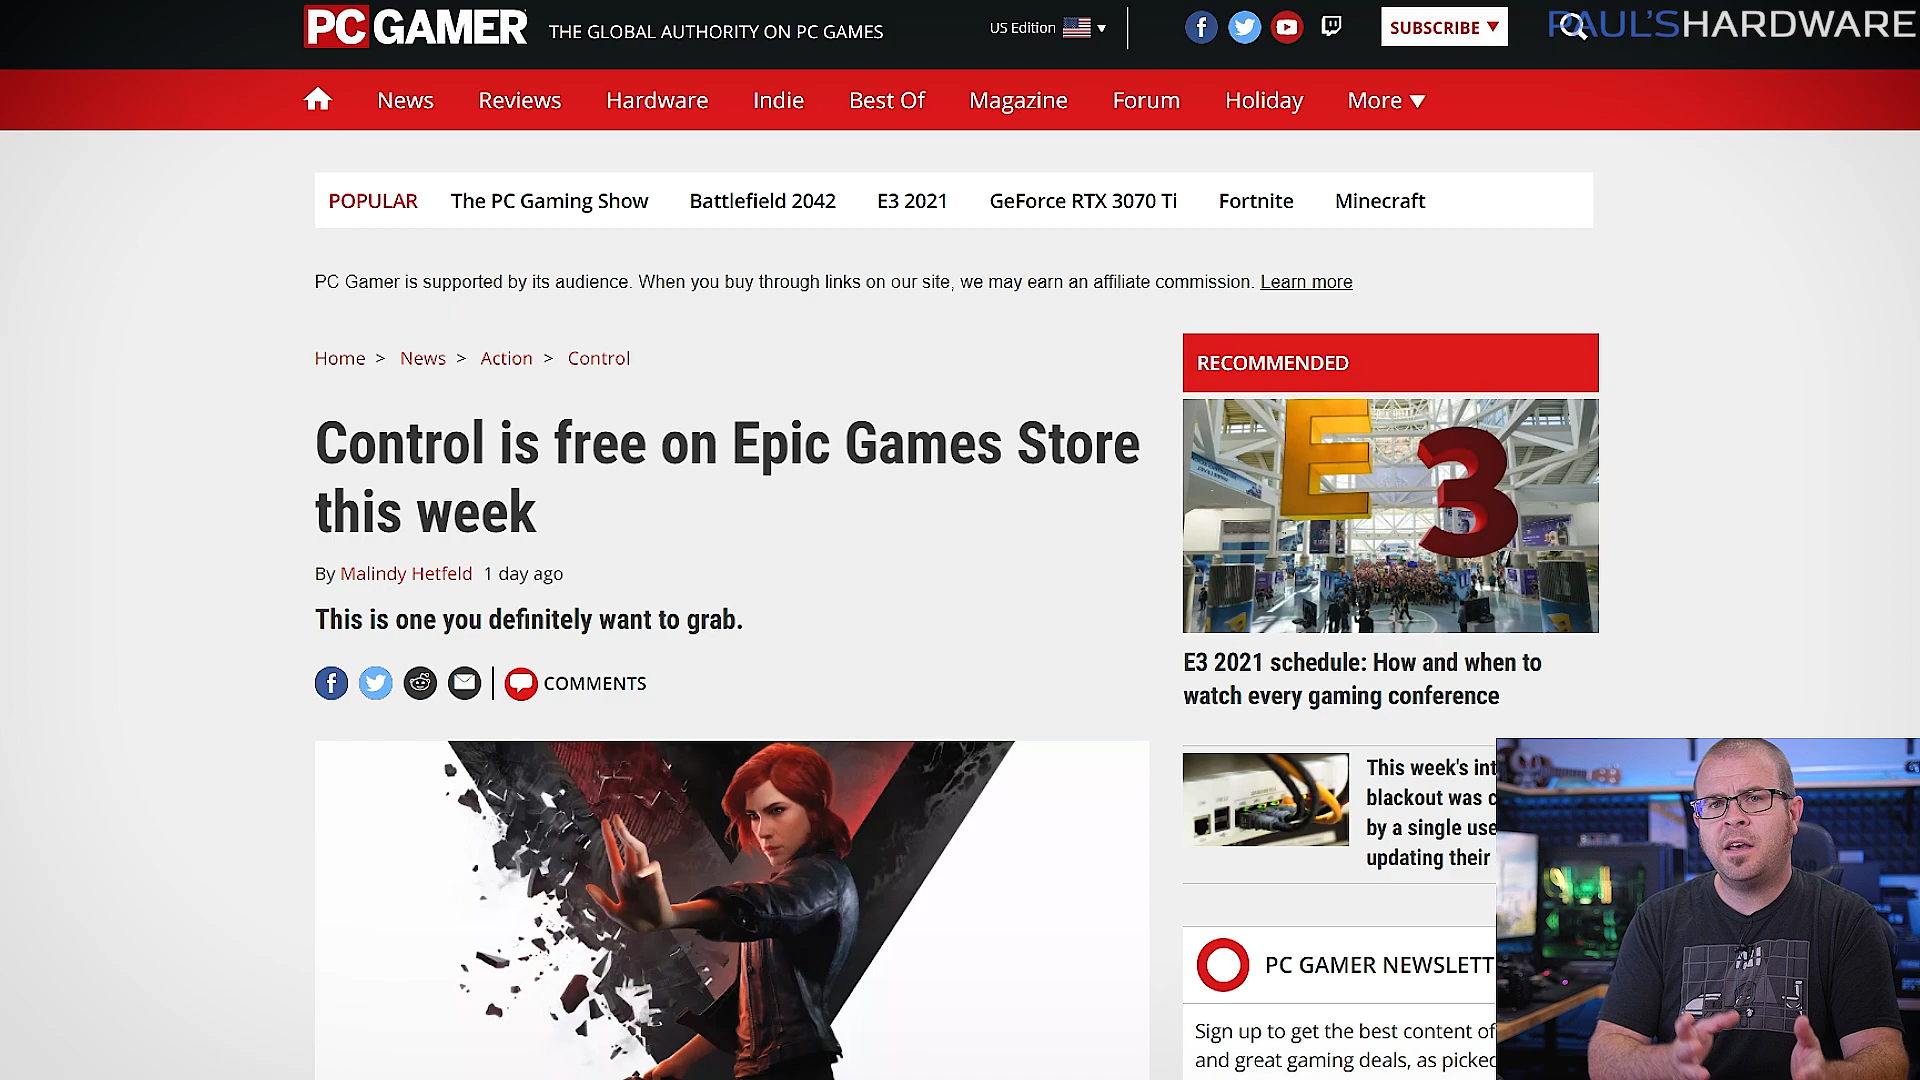 PC GAMER THE GLOBAL AUTHORITY ON PC GAMES US Edition SUBSCRIBE PAUL'SHARDWARE
News Reviews Hardware Indie Best Of Magazine Forum Holiday More
POPULAR The PC Gaming Show Battlefield 2042 E3 2021 GeForce RTX 3070 Ti Fortnite Minecraft
PC Gamer is supported by its audience. When you buy through links on our site, we may earn an affiliate commission. Learn more
Home > News > Action > Control
Control is free on Epic Games Store
this week
By Malindy Hetfeld 1 day ago
This is one you definitely want to grab.
COMMENTS
RECOMMENDED
E3
E3 2021 schedule: How and when to
watch every gaming conference
This week's int
blackout was c
by a single use
updating their
PC GAMER NEWSLETT
Sign up to get the best content of
and great gaming deals, as picked